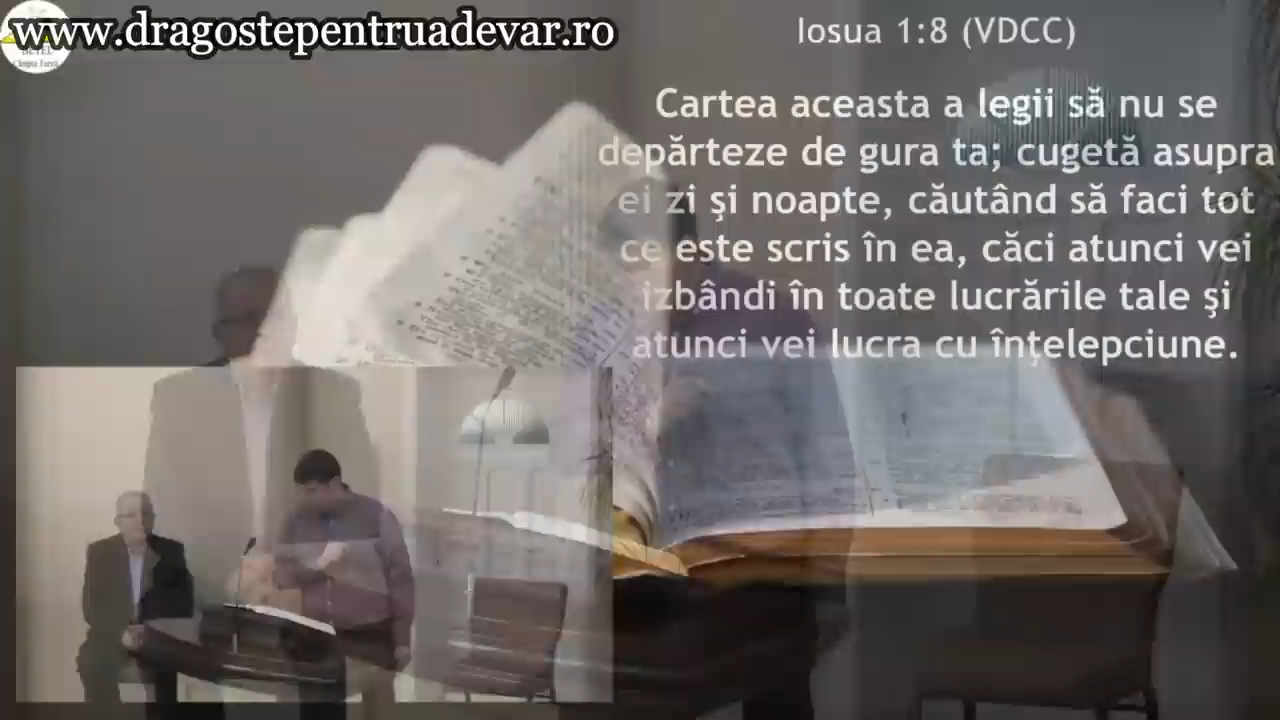 www.dragostepentruadevar.ro
Iosua 1:8 (VDCC)
Cartea aceasta a legii să nu se
depărteze de gura ta; cugetă asupra
ei zi şi noapte, căutând să faci tot
ce este scris în ea, căci atunci vei
izbândi în toate lucrările tale şi
atunci vei lucra cu înţelepciune.